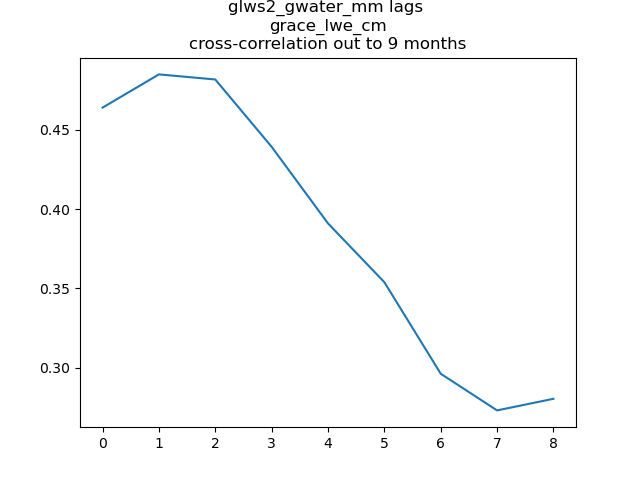 glws2_gwater_mm lags
grace_lwe_cm
cross-correlation out to 9 months
0.45
0.40
0.35
0.30
0 1 2 3 4 5 6 7 8